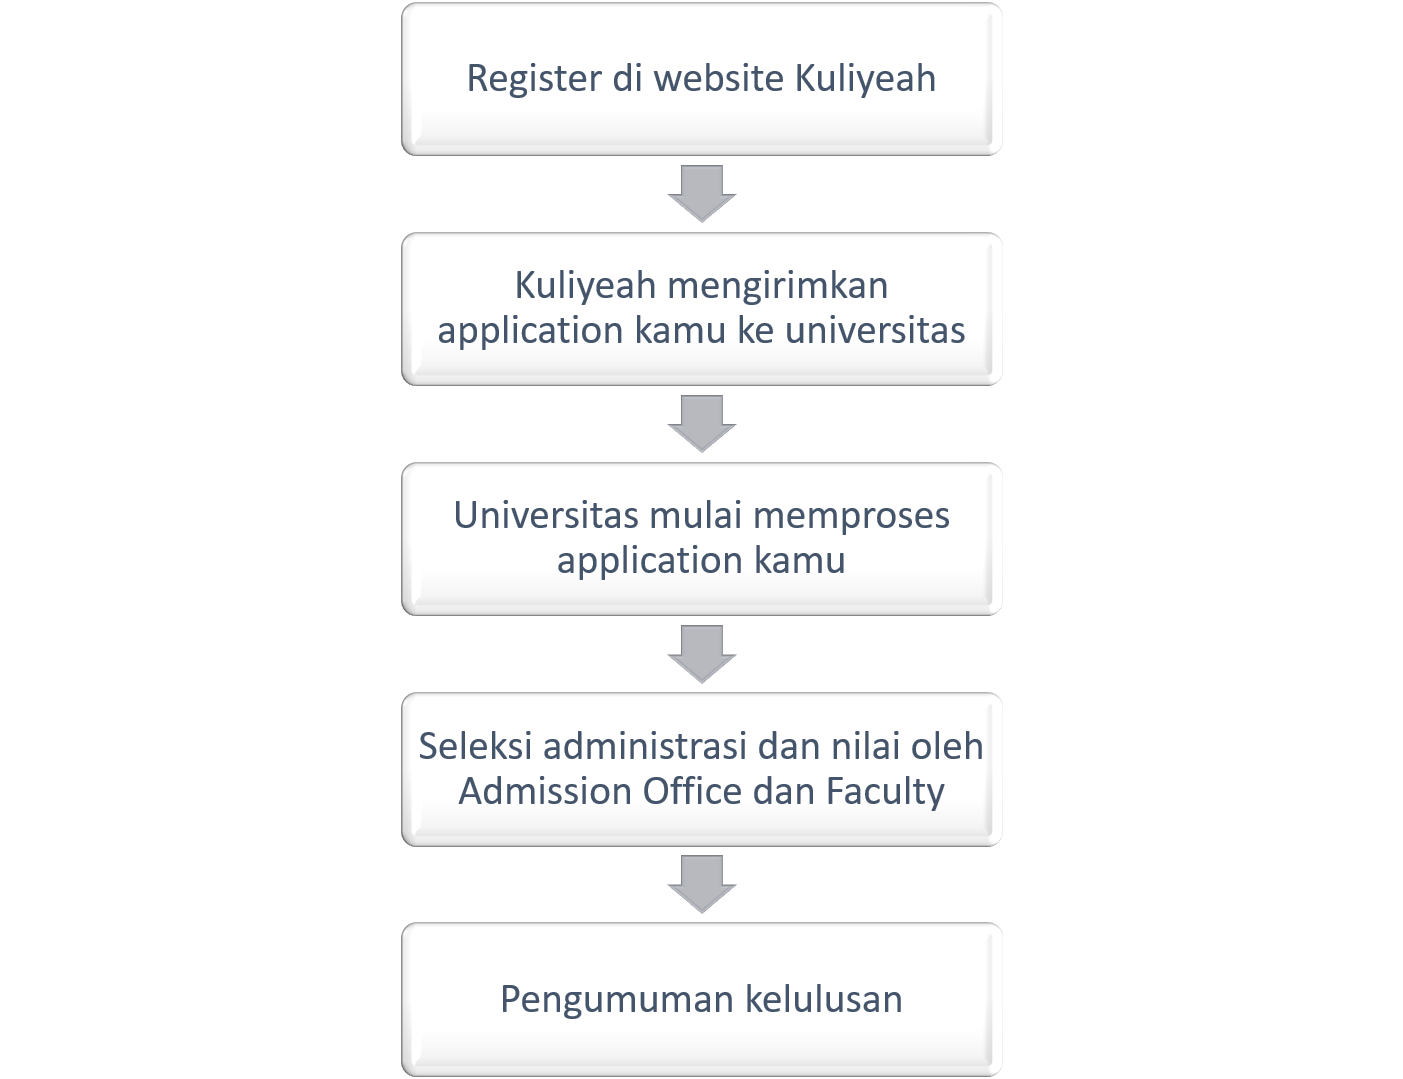 Register di website Kuliyeah
Kuliyeah mengirimkan
application kamu ke universitas
Universitas mulai memproses
application kamu
Seleksi administrasi dan nilai oleh
Admission Office dan Faculty
Pengumuman kelulusan